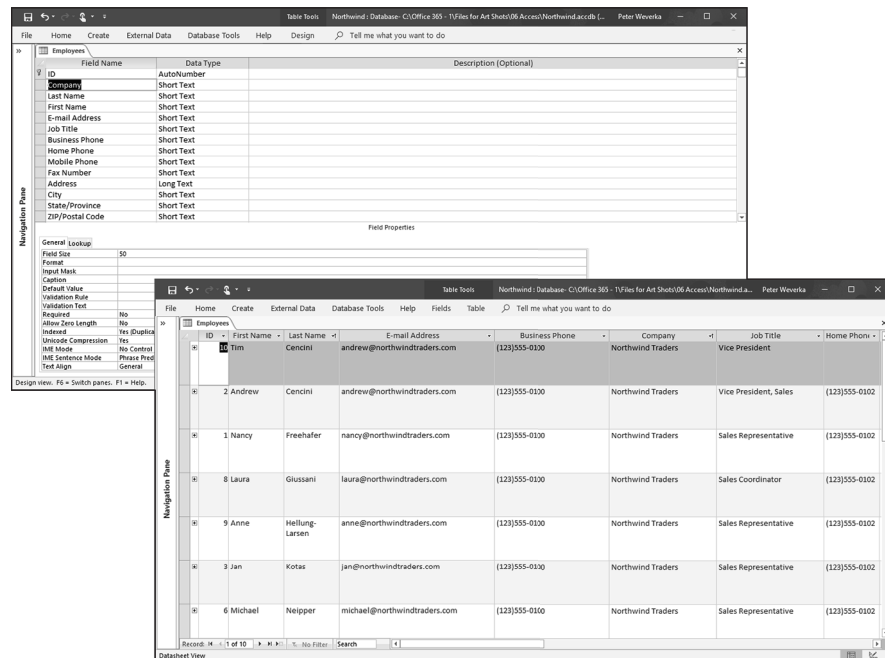 Table Tools Northwind : Database- C:\Office 365 - 1\Files for Art Shots\06 Access\Northwind.accdb (... Peter Weverka
File Home Create External Data Database Tools Help Design Tell me what you want to do
Employees
Field Name Data Type Description (Optional)
ID AutoNumber
Company Short Text
Last Name Short Text
First Name Short Text
E-mail Address Short Text
Job Title Short Text
Business Phone Short Text
Home Phone Short Text
Mobile Phone Short Text
Fax Number Short Text
Address Long Text
City Short Text
State/Province Short Text
ZIP/Postal Code Short Text
Navigation Pane
Field Properties
General Lookup
Field Size 50
Format
Input Mask
Caption
Default Value
Validation Rule
Validation Text
Required No
Allow Zero Length No
Indexed Yes (Duplica
Unicode Compression Yes
IME Mode No Control
IME Sentence Mode Phrase Pred
Text Align General
Design view. F6 = Switch panes. F1 = Help.
Table Tools Northwind : Database- C:\Office 365 - 1\Files for Art Shots\06 Access\Northwind.a... Peter Weverka
File Home Create External Data Database Tools Help Fields Table Tell me what you want to do
Employees
ID First Name Last Name E-mail Address Business Phone Company Job Title Home Phone
10 Tim Cencini andrew@northwindtraders.com (123)555-0100 Northwind Traders Vice President
2 Andrew Cencini andrew@northwindtraders.com (123)555-0100 Northwind Traders Vice President, Sales (123)555-0102
1 Nancy Freehafer nancy@northwindtraders.com (123)555-0100 Northwind Traders Sales Representative (123)555-0102
8 Laura Giussani laura@northwindtraders.com (123)555-0100 Northwind Traders Sales Coordinator (123)555-0102
9 Anne Hellung- anne@northwindtraders.com (123)555-0100 Northwind Traders Sales Representative (123)555-0102
Larsen
3 Jan Kotas jan@northwindtraders.com (123)555-0100 Northwind Traders Sales Representative (123)555-0102
6 Michael Neipper michael@northwindtraders.com (123)555-0100 Northwind Traders Sales Representative (123)555-0102
Navigation Pane
Record: 1 of 10 No Filter Search
Datasheet View